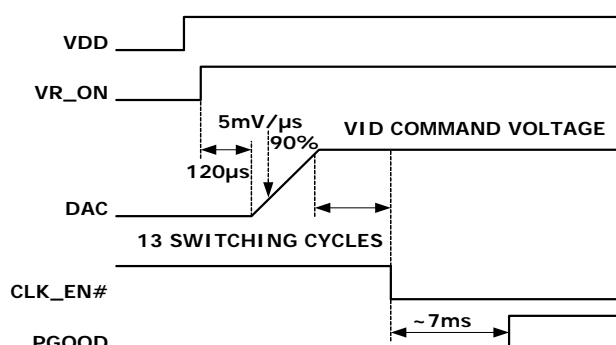 VDD
VR_ON
5mV/µs
90%
VID COMMAND VOLTAGE
120µs
DAC
13 SWITCHING CYCLES
CLK_EN#
~7ms
PGOOD